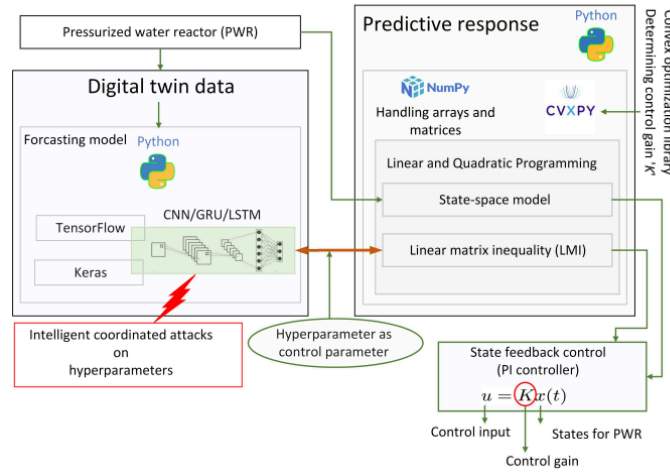 Pressurized water reactor (PWR)
Digital twin data
Forcasting model
Python
CNN/GRU/LSTM
TensorFlow
Keras
Intelligent coordinated attacks
on
hyperparameters
Hyperparameter as
control parameter
Predictive response
Python
NumPy
CVXPY
Handling arrays and
matrices
Linear and Quadratic Programming
State-space model
Linear matrix inequality (LMI)
Convex optimization library
Determining control gain 'K'
State feedback control
(PI controller)
u = Kx(t)
Control input
States for PWR
Control gain